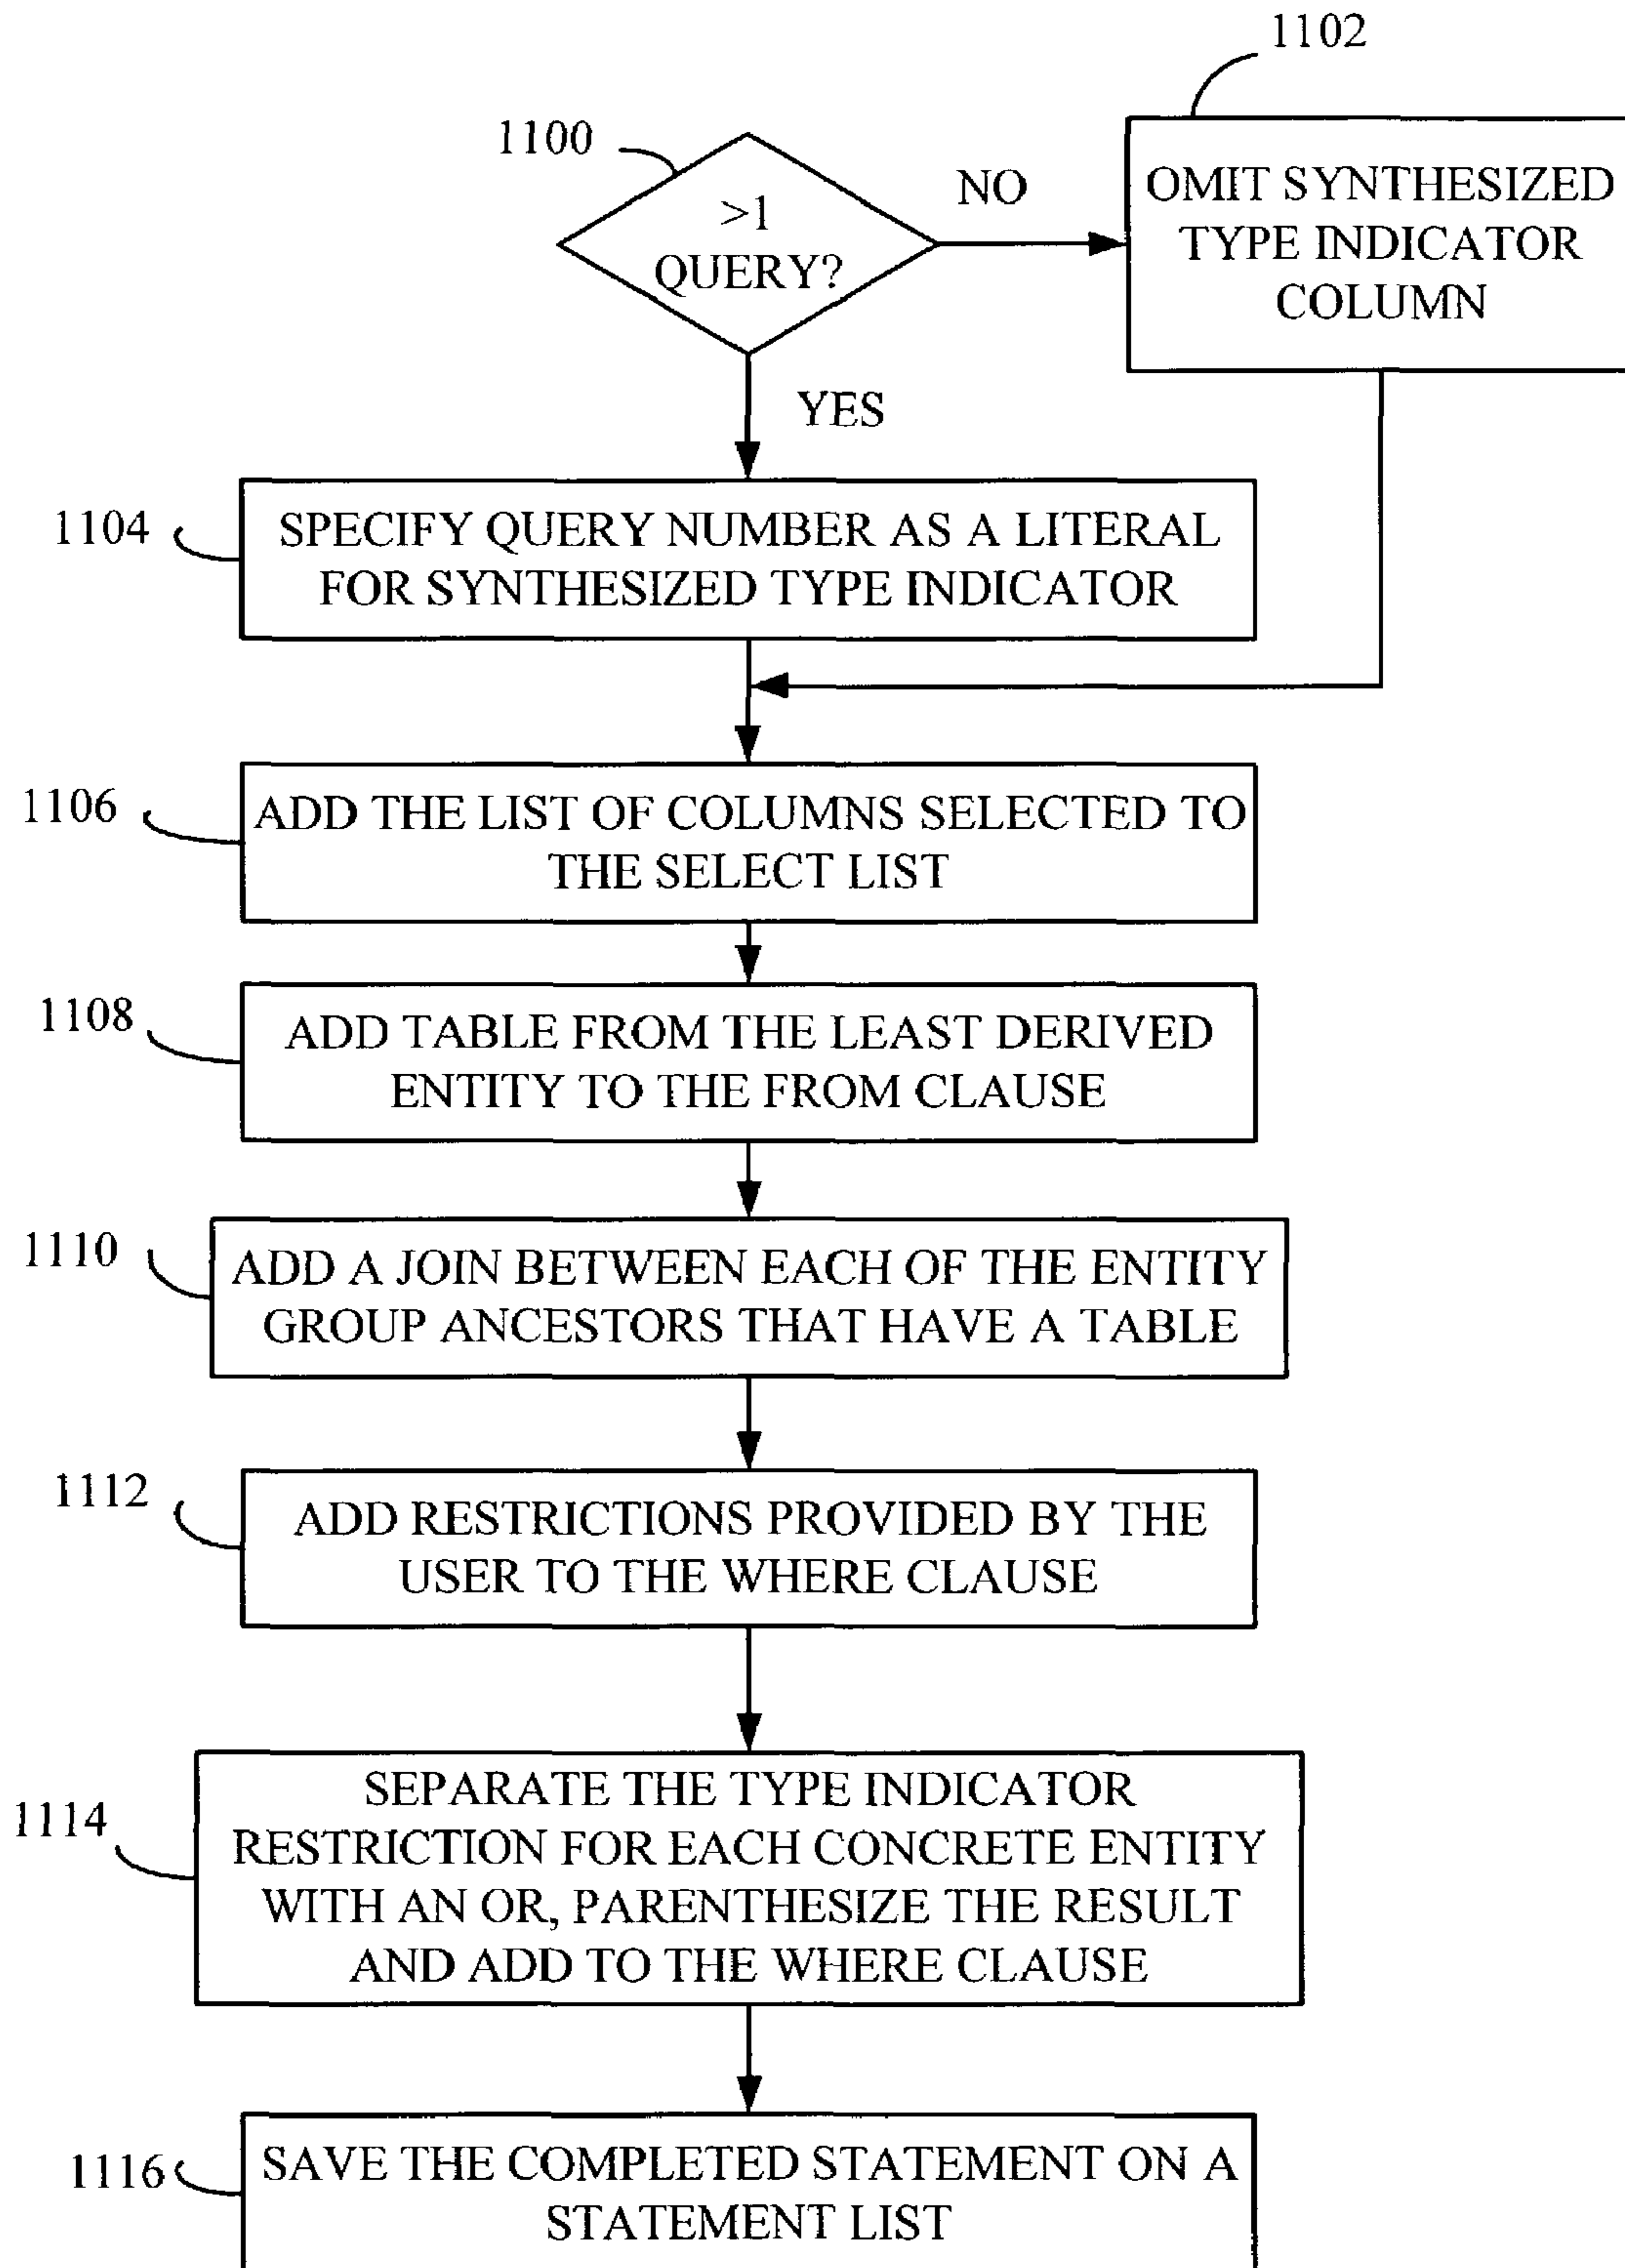 1102
1100
>1
QUERY?
NO
OMIT SYNTHESIZED
TYPE INDICATOR
COLUMN
YES
1104
SPECIFY QUERY NUMBER AS A LITERAL
FOR SYNTHESIZED TYPE INDICATOR
1106
ADD THE LIST OF COLUMNS SELECTED TO
THE SELECT LIST
1108
ADD TABLE FROM THE LEAST DERIVED
ENTITY TO THE FROM CLAUSE
1110
ADD A JOIN BETWEEN EACH OF THE ENTITY
GROUP ANCESTORS THAT HAVE A TABLE
1112
ADD RESTRICTIONS PROVIDED BY THE
USER TO THE WHERE CLAUSE
1114
SEPARATE THE TYPE INDICATOR
RESTRICTION FOR EACH CONCRETE ENTITY
WITH AN OR, PARENTHESIZE THE RESULT
AND ADD TO THE WHERE CLAUSE
1116
SAVE THE COMPLETED STATEMENT ON A
STATEMENT LIST